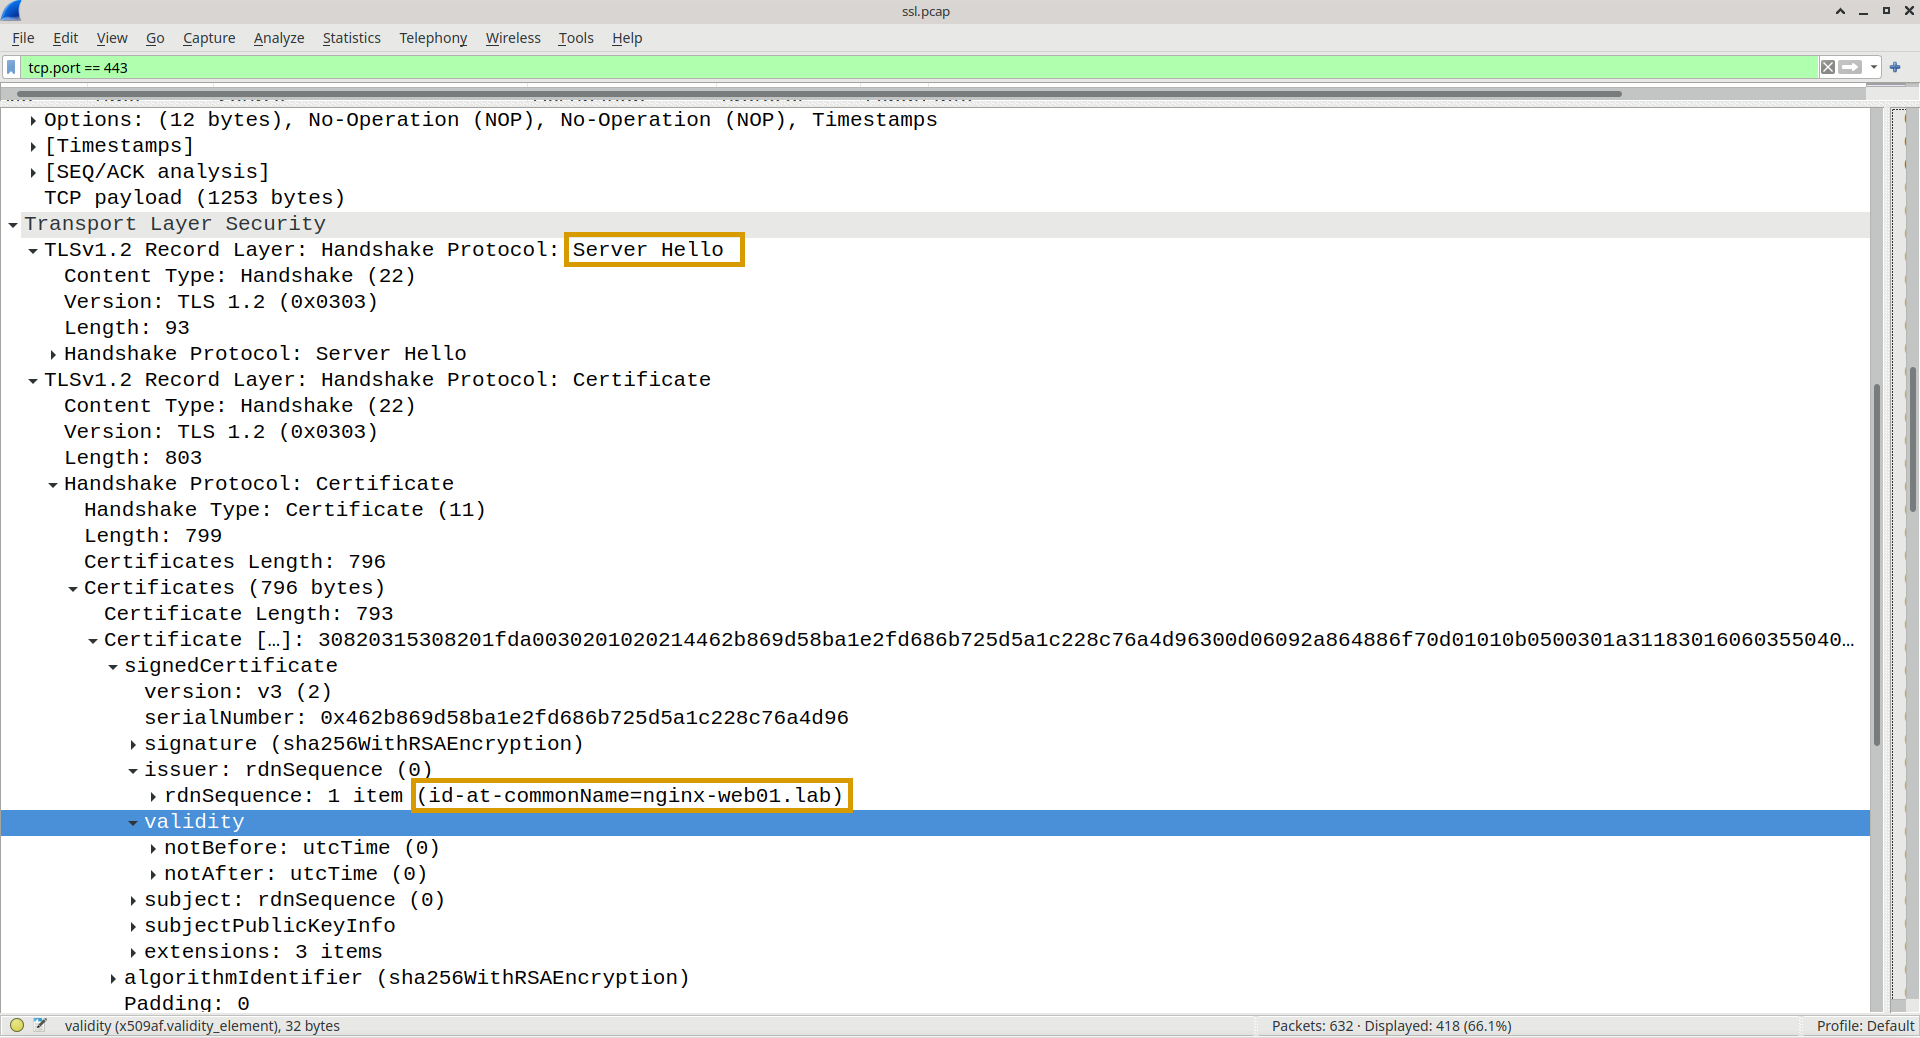 ssl.pcap
File Edit View Go Capture Analyze Statistics Telephony Wireless Tools Help
tcp.port == 443
Options: (12 bytes), No-Operation (NOP), No-Operation (NOP), Timestamps
[Timestamps]
[SEQ/ACK analysis]
TCP payload (1253 bytes)
Transport Layer Security
TLSv1.2 Record Layer: Handshake Protocol: Server Hello
Content Type: Handshake (22)
Version: TLS 1.2 (0x0303)
Length: 93
Handshake Protocol: Server Hello
TLSv1.2 Record Layer: Handshake Protocol: Certificate
Content Type: Handshake (22)
Version: TLS 1.2 (0x0303)
Length: 803
Handshake Protocol: Certificate
Handshake Type: Certificate (11)
Length: 799
Certificates Length: 796
Certificates (796 bytes)
Certificate Length: 793
Certificate […]: 30820315308201fda0030201020214462b869d58ba1e2fd686b725d5a1c228c76a4d96300d06092a864886f70d01010b0500301a31183016060355040…
signedCertificate
version: v3 (2)
serialNumber: 0x462b869d58ba1e2fd686b725d5a1c228c76a4d96
signature (sha256WithRSAEncryption)
issuer: rdnSequence (0)
rdnSequence: 1 item (id-at-commonName=nginx-web01.lab)
validity
notBefore: utcTime (0)
notAfter: utcTime (0)
subject: rdnSequence (0)
subjectPublicKeyInfo
extensions: 3 items
algorithmIdentifier (sha256WithRSAEncryption)
Padding: 0
validity (x509af.validity_element), 32 bytes
Packets: 632 · Displayed: 418 (66.1%)
Profile: Default